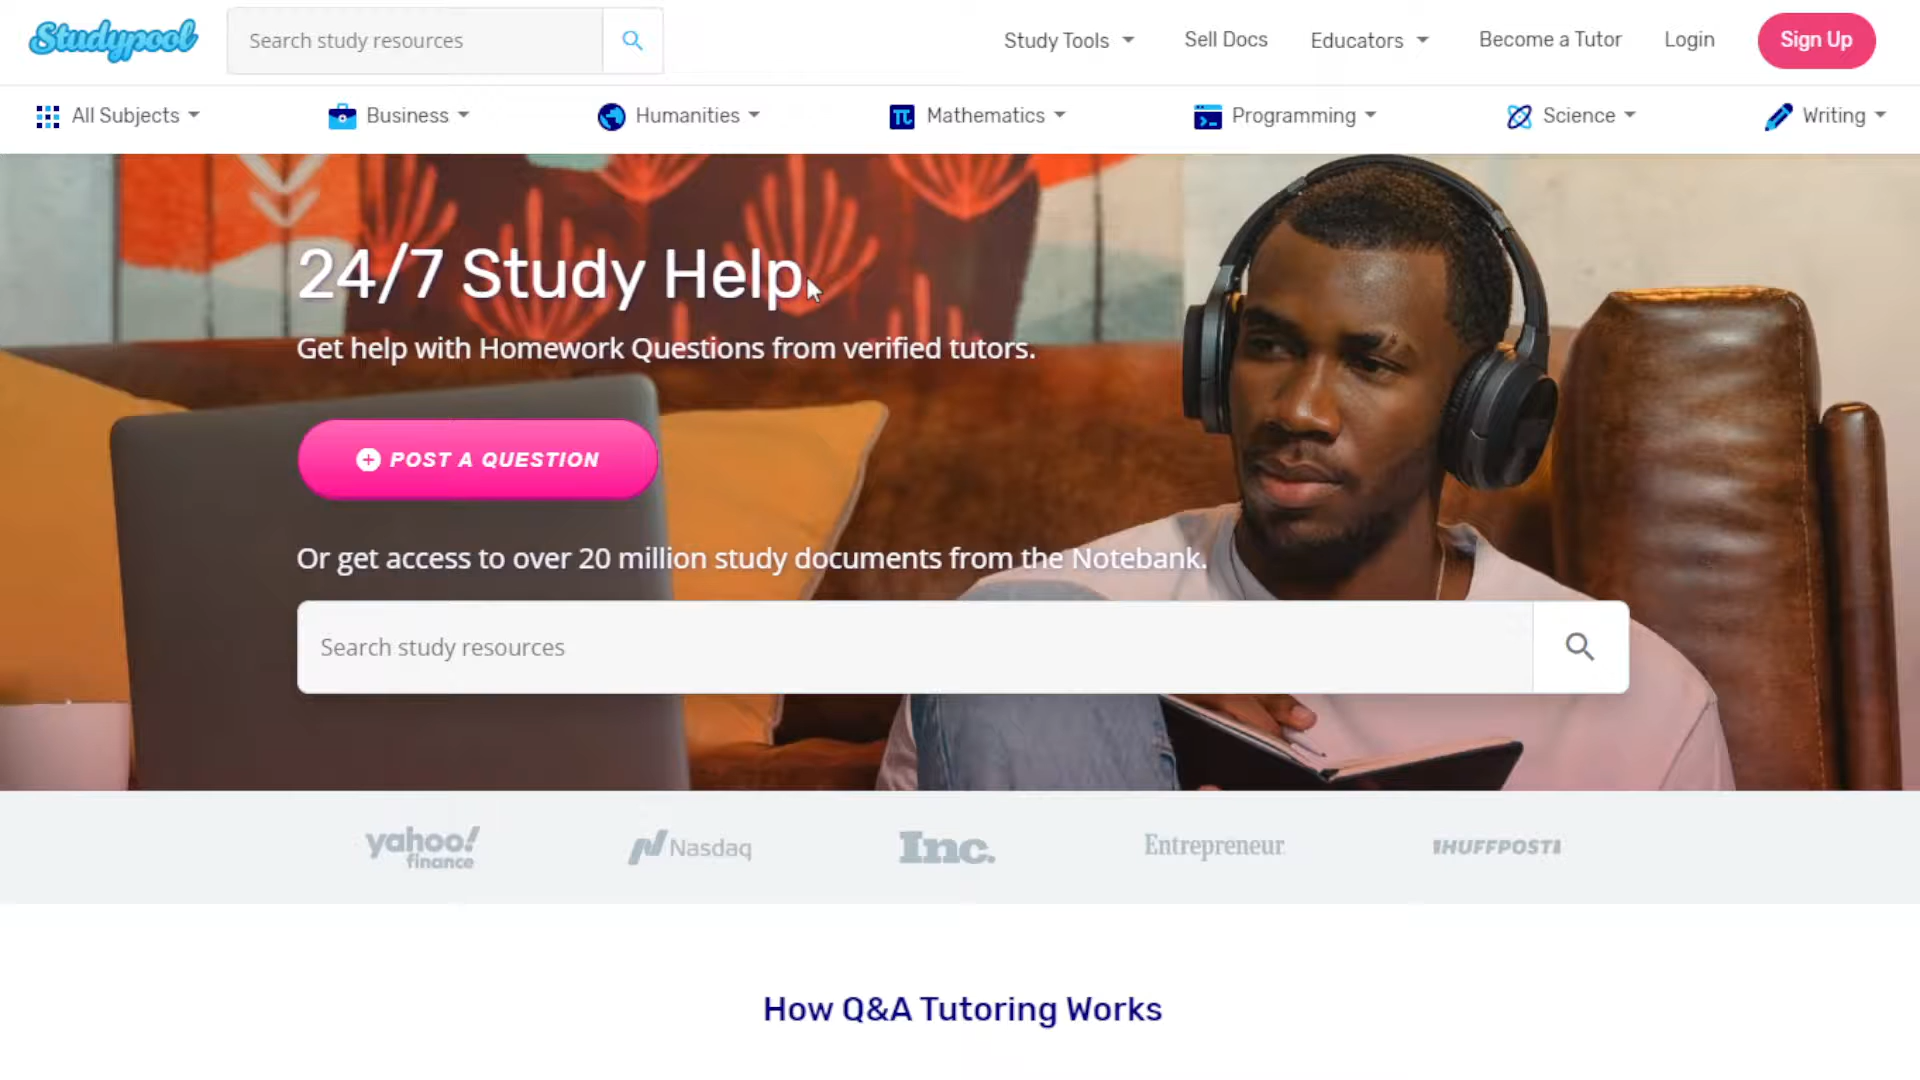 Studypool
Search study resources
Study Tools
Sell Docs
Educators
Become a Tutor
Login
Sign Up
All Subjects
Business
Humanities
Mathematics
Programming
Science
Writing
24/7 Study Help
Get help with Homework Questions from verified tutors.
POST A QUESTION
Or get access to over 20 million study documents from the Notebank.
Search study resources
yahoo!
finance
Nasdaq
Inc.
Entrepreneur
HUFFPOST
How Q&A Tutoring Works